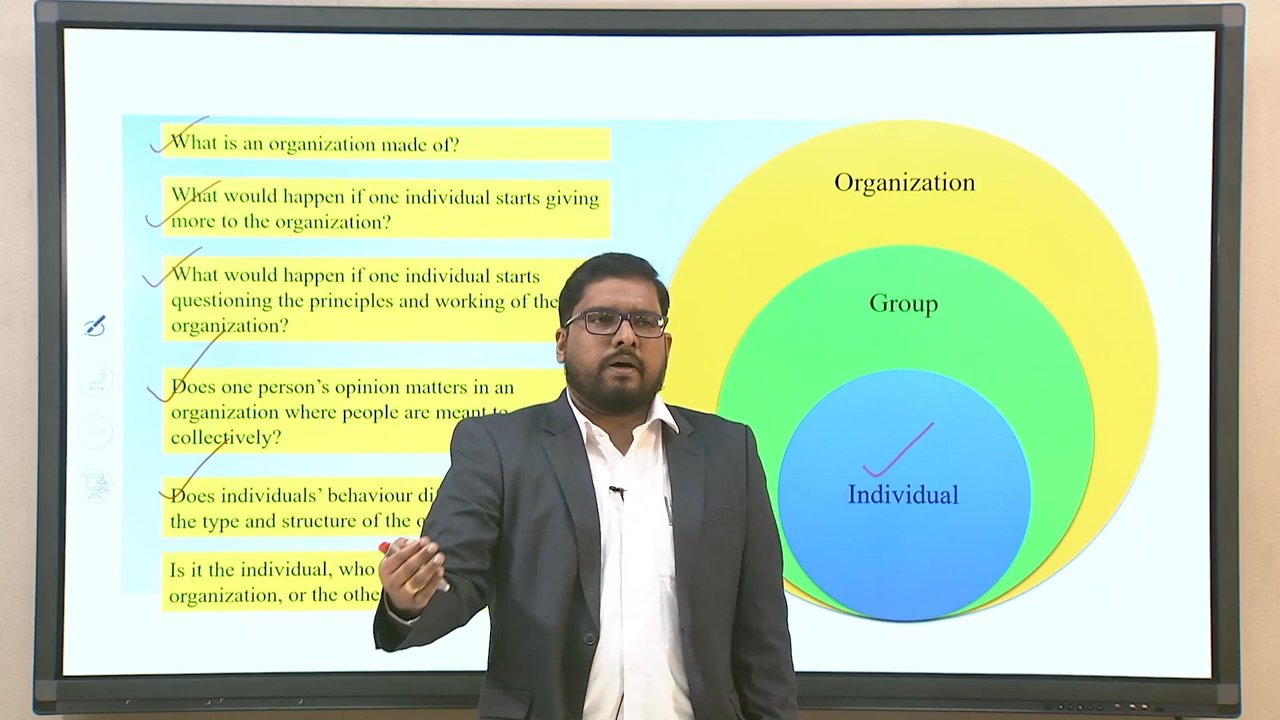 What is an organization made of?
What would happen if one individual starts giving
more to the organization?
What would happen if one individual starts
questioning the principles and working of the
organization?
Does one person's opinion matters in an
organization where people are meant to
collectively?
Does individuals' behaviour
the type and structure of the
Is it the individual, who
organization, or the
Organization
Group
Individual